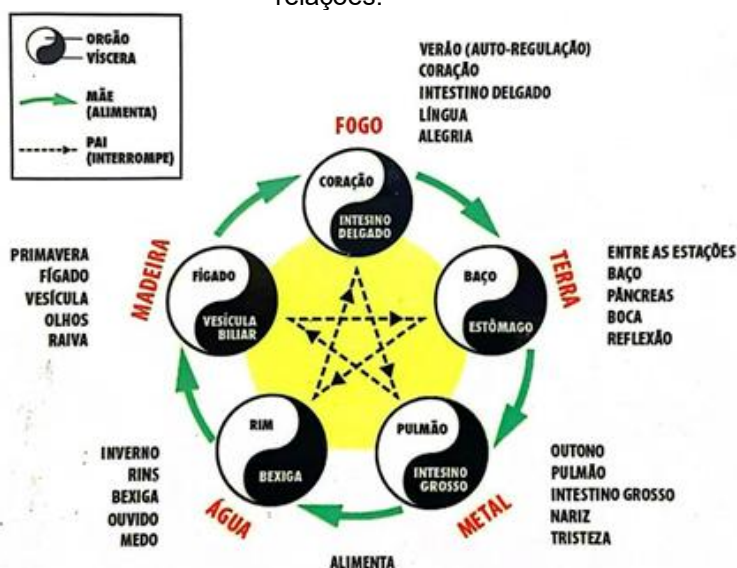 relações.
ORGÃO
VÍSCERA
MÃE
(ALIMENTA)
PAI
(INTERROMPE)
VERÃO (AUTO-REGULAÇÃO)
CORAÇÃO
INTESTINO DELGADO
LÍNGUA
ALEGRIA
FOGO
CORAÇÃO
INTESINO
DELGADO
MADEIRA
PRIMAVERA
FÍGADO
VESÍCULA
OLHOS
RAIVA
FÍGADO
VESÍCULA
BILIAR
BAÇO
ESTÔMAGO
TERRA
ENTRE AS ESTAÇÕES
BAÇO
PÂNCREAS
BOCA
REFLEXÃO
RIM
BEXIGA
ÁGUA
INVERNO
RINS
BEXIGA
OUVIDO
MEDO
PULMÃO
INTESINO
GROSSO
METAL
OUTONO
PULMÃO
INTESTINO GROSSO
NARIZ
TRISTEZA
ALIMENTA